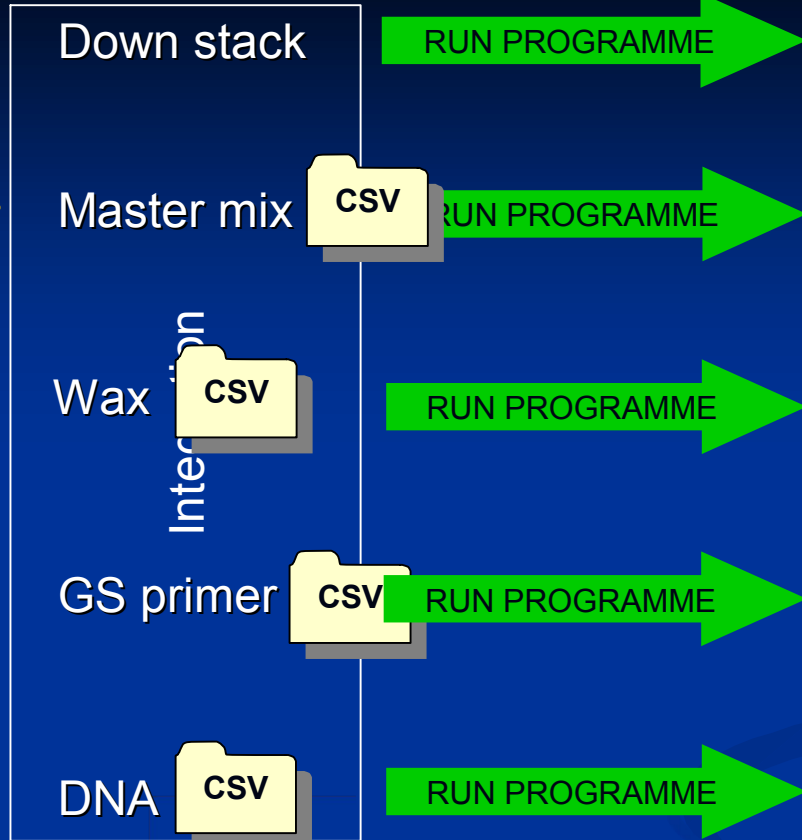 Down stack RUN PROGRAMME
Master mix CSV RUN PROGRAMME
Wax CSV RUN PROGRAMME
GS primer CSV RUN PROGRAMME
DNA CSV RUN PROGRAMME